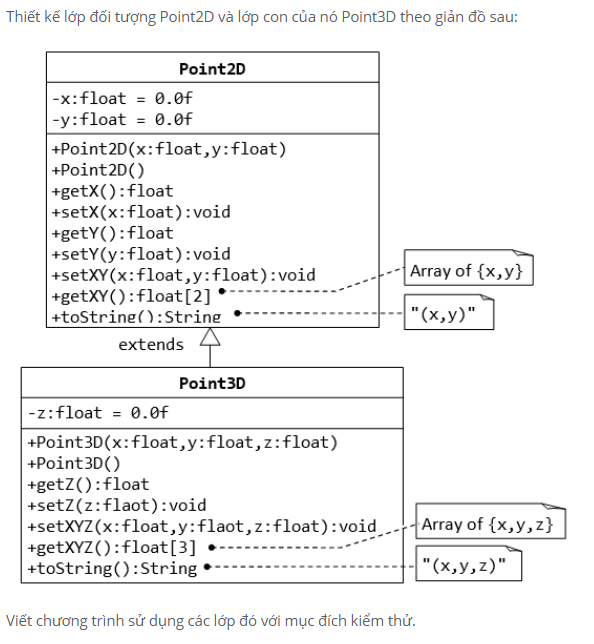 Thiết kế lớp đối tượng Point2D và lớp con của nó Point3D theo giản đồ sau:
Point2D
-x:float = 0.0f
-y:float = 0.0f
+Point2D(x:float,y:float)
+Point2D()
+getX():float
+setX(x:float):void
+getY():float
+setY(y:float):void
+setXY(x:float,y:float):void
+getXY():float[2]
Array of {x,y}
+toString():String
"(x,y)"
extends
Point3D
-z:float = 0.0f
+Point3D(x:float,y:float,z:float)
+Point3D()
+getZ():float
+setZ(z:flaot):void
+setXYZ(x:float,y:flaot,z:float):void
+getXYZ():float[3]
Array of {x,y,z}
+toString():String
"(x,y,z)"
Viết chương trình sử dụng các lớp đó với mục đích kiểm thử.